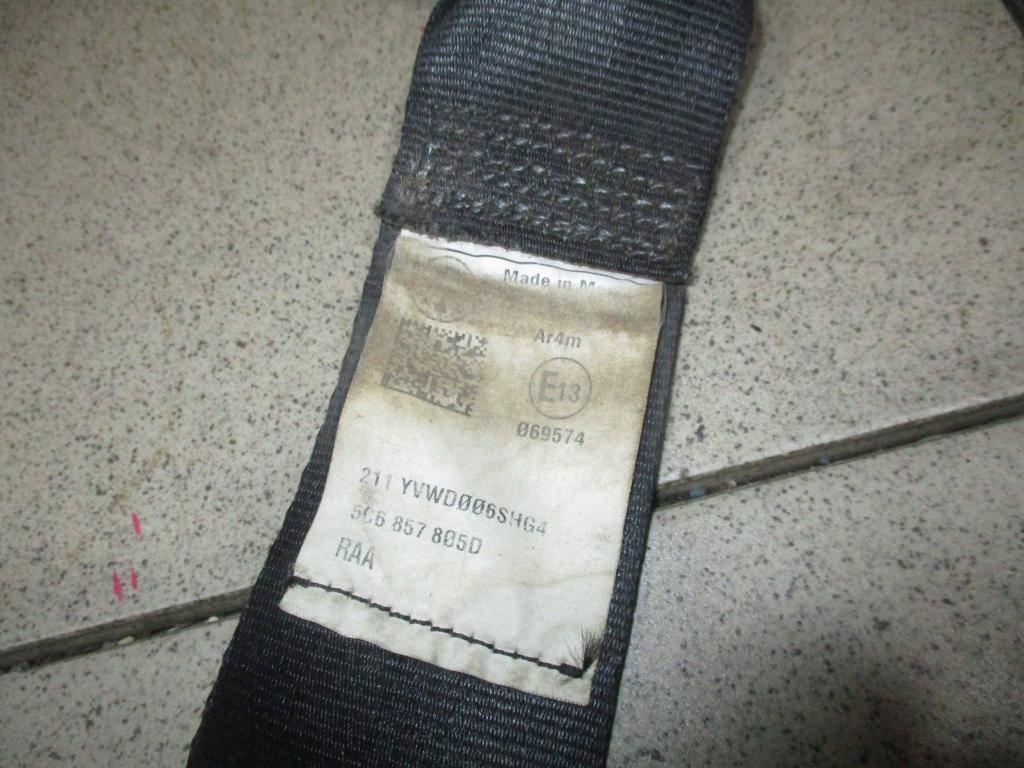 Made in M
Ar4m
E13
069574
211 YVWD006SHG4
5C6 857 805D
RAA